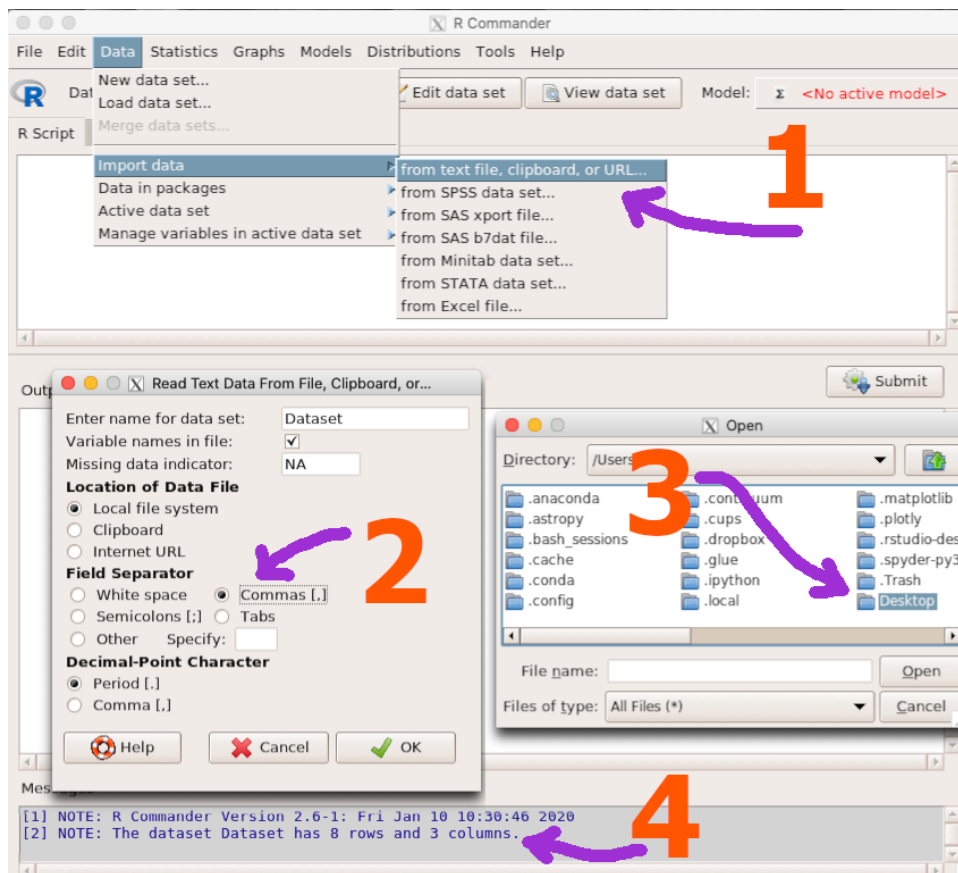 R Commander
File Edit Data Statistics Graphs Models Distributions Tools Help
New data set...
Load data set...
Merge data sets...
Import data
Data in packages
Active data set
Manage variables in active data set
R Dat Edit data set View data set Model: Σ <No active model>
R Script
from text file, clipboard, or URL...
from SPSS data set...
from SAS xport file...
from SAS b7dat file...
from Minitab data set...
from STATA data set...
from Excel file...
1
Submit
Read Text Data From File, Clipboard, or...
Enter name for data set: Dataset
Variable names in file:
Missing data indicator: NA
Location of Data File
Local file system
Clipboard
Internet URL
Field Separator
White space Commas [,]
Semicolons [;] Tabs
Other Specify:
Decimal-Point Character
Period [.]
Comma [,]
Help Cancel OK
2
Open
Directory: /Users
.anaconda .continuum .matplotlib
.astropy .cups .plotly
.bash_sessions .dropbox .rstudio-des
.cache .glue .spyder-py3
.conda .ipython .Trash
.config .local Desktop
File name: Open
Files of type: All Files (*) Cancel
3
Mes
[1] NOTE: R Commander Version 2.6-1: Fri Jan 10 10:30:46 2020
[2] NOTE: The dataset Dataset has 8 rows and 3 columns.
4